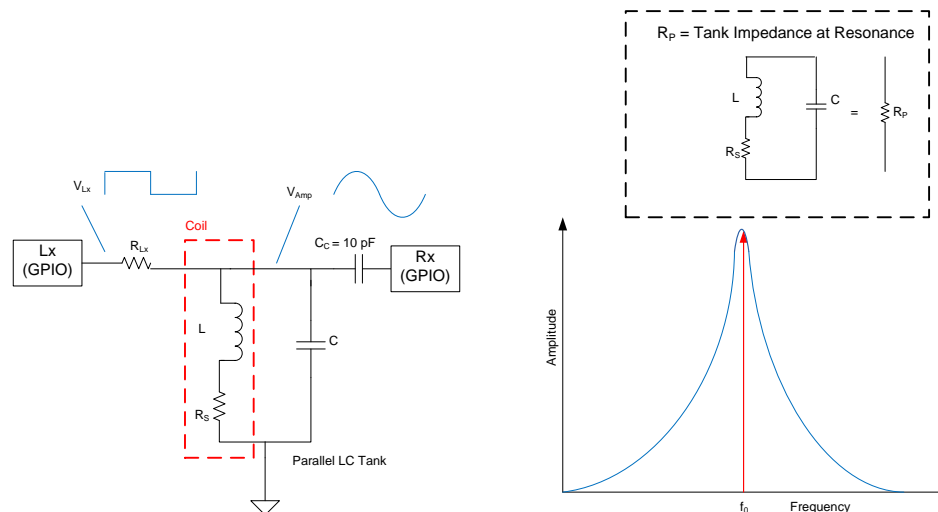 R_P = Tank Impedance at Resonance
L
C
=
R_P
R_S
V_Lx
V_Amp
Coil
C_C = 10 pF
Lx
(GPIO)
R_Lx
Rx
(GPIO)
L
C
R_S
Parallel LC Tank
Amplitude
f_0
Frequency